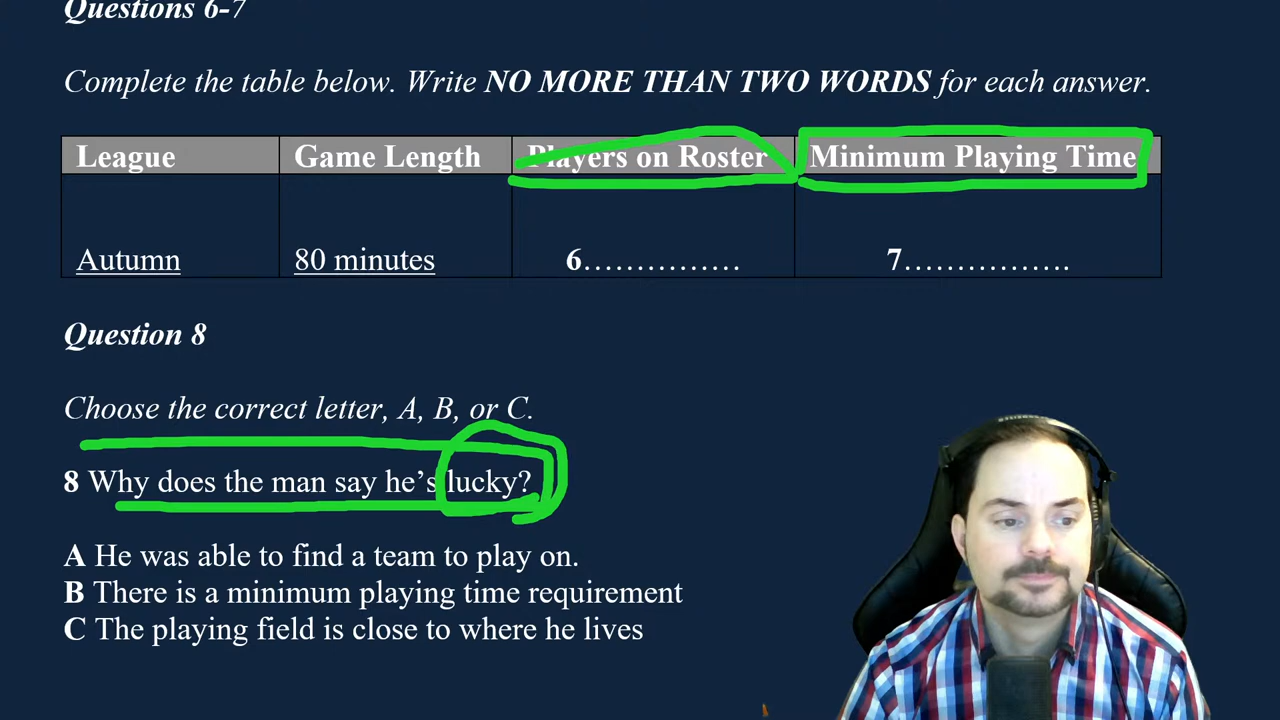 Questions 6-7
Complete the table below. Write NO MORE THAN TWO WORDS for each answer.
League Game Length Players on Roster Minimum Playing Time
Autumn 80 minutes 6…………… 7…………….
Question 8
Choose the correct letter, A, B, or C.
8 Why does the man say he’s lucky?
A He was able to find a team to play on.
B There is a minimum playing time requirement
C The playing field is close to where he lives